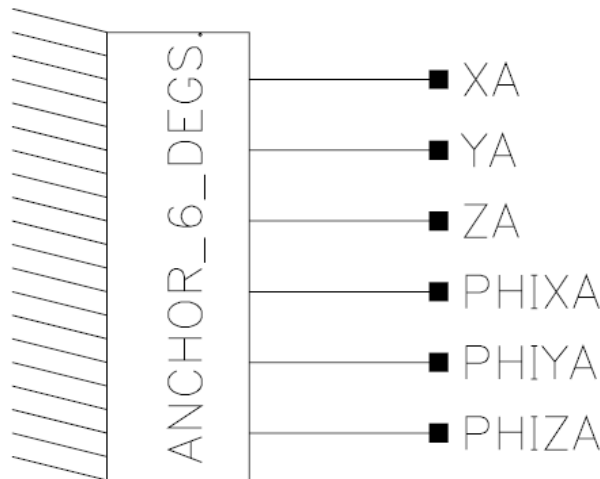 ANCHOR_6_DEGS.
XA
YA
ZA
PHIXA
PHIYA
PHIZA